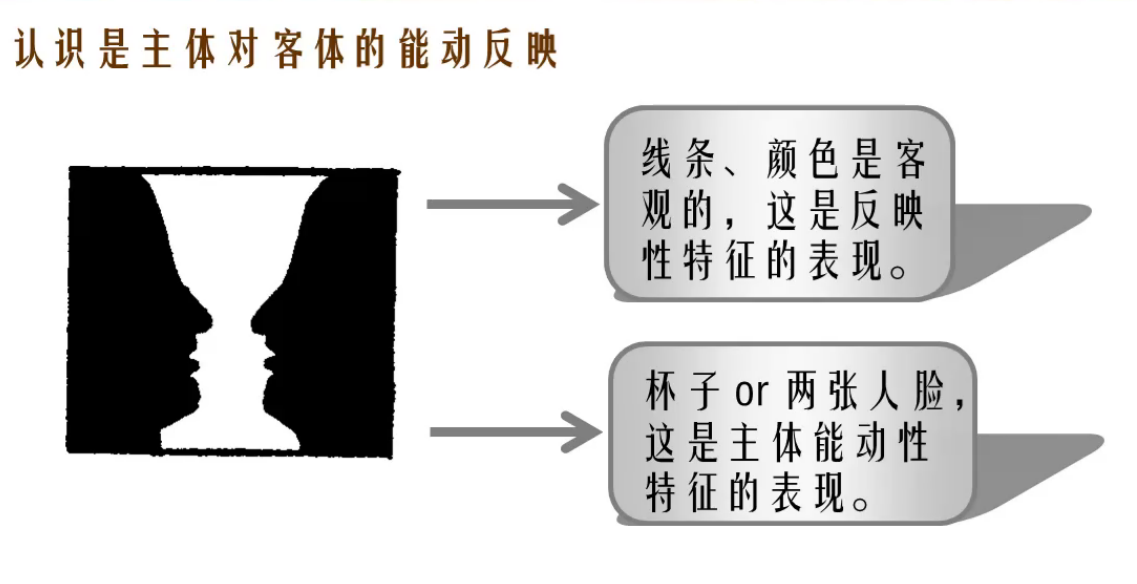 认识是主体对客体的能动反映
线条、颜色是客
观的，这是反映
性特征的表现。
杯子or两张人脸，
这是主体能动性
特征的表现。